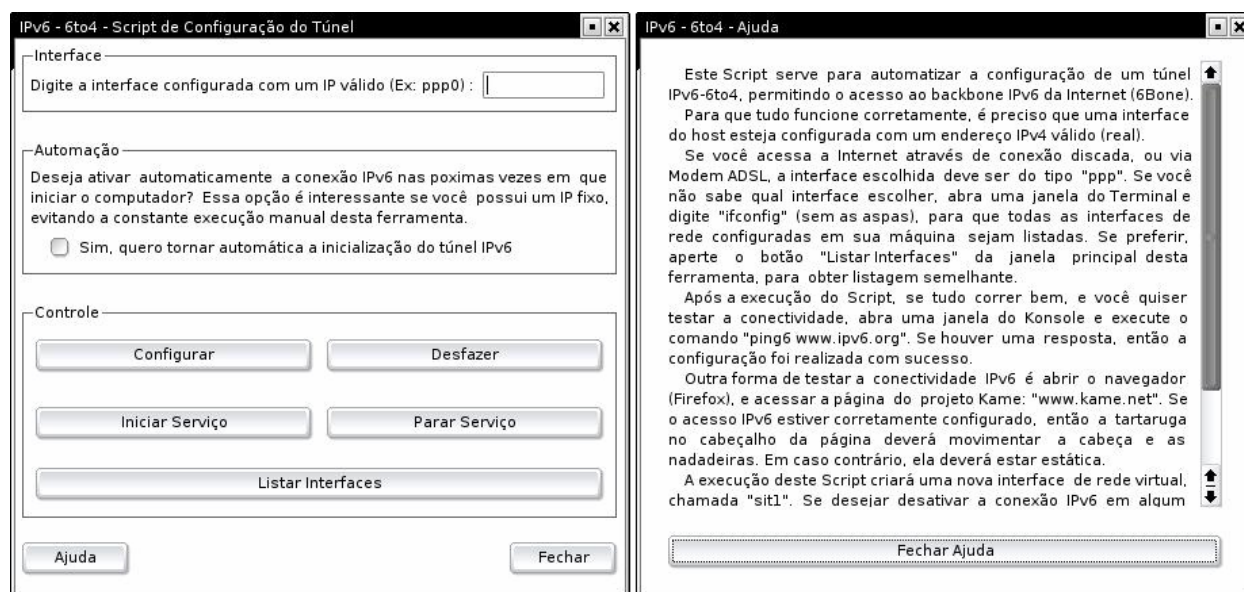 IPv6 - 6to4 - Script de Configuração do Túnel
Interface
Digite a interface configurada com um IP válido (Ex: ppp0) :
Automação
Deseja ativar automaticamente a conexão IPv6 nas poximas vezes em que
iniciar o computador? Essa opção é interessante se você possui um IP fixo,
evitando a constante execução manual desta ferramenta.
Sim, quero tornar automática a inicialização do túnel IPv6
Controle
Configurar
Desfazer
Iniciar Serviço
Parar Serviço
Listar Interfaces
Ajuda
Fechar
IPv6 - 6to4 - Ajuda
Este Script serve para automatizar a configuração de um túnel
IPv6-6to4, permitindo o acesso ao backbone IPv6 da Internet (6Bone).
Para que tudo funcione corretamente, é preciso que uma interface
do host esteja configurada com um endereço IPv4 válido (real).
Se você acessa a Internet através de conexão discada, ou via
Modem ADSL, a interface escolhida deve ser do tipo "ppp". Se você
não sabe qual interface escolher, abra uma janela do Terminal e
digite "ifconfig" (sem as aspas), para que todas as interfaces de
rede configuradas em sua máquina sejam listadas. Se preferir,
aperte o botão "Listar Interfaces" da janela principal desta
ferramenta, para obter listagem semelhante.
Após a execução do Script, se tudo correr bem, e você quiser
testar a conectividade, abra uma janela do Konsole e execute o
comando "ping6 www.ipv6.org". Se houver uma resposta, então a
configuração foi realizada com sucesso.
Outra forma de testar a conectividade IPv6 é abrir o navegador
(Firefox), e acessar a página do projeto Kame: "www.kame.net". Se
o acesso IPv6 estiver corretamente configurado, então a tartaruga
no cabeçalho da página deverá movimentar a cabeça e as
nadadeiras. Em caso contrário, ela deverá estar estática.
A execução deste Script criará uma nova interface de rede virtual,
chamada "sit1". Se desejar desativar a conexão IPv6 em algum
Fechar Ajuda